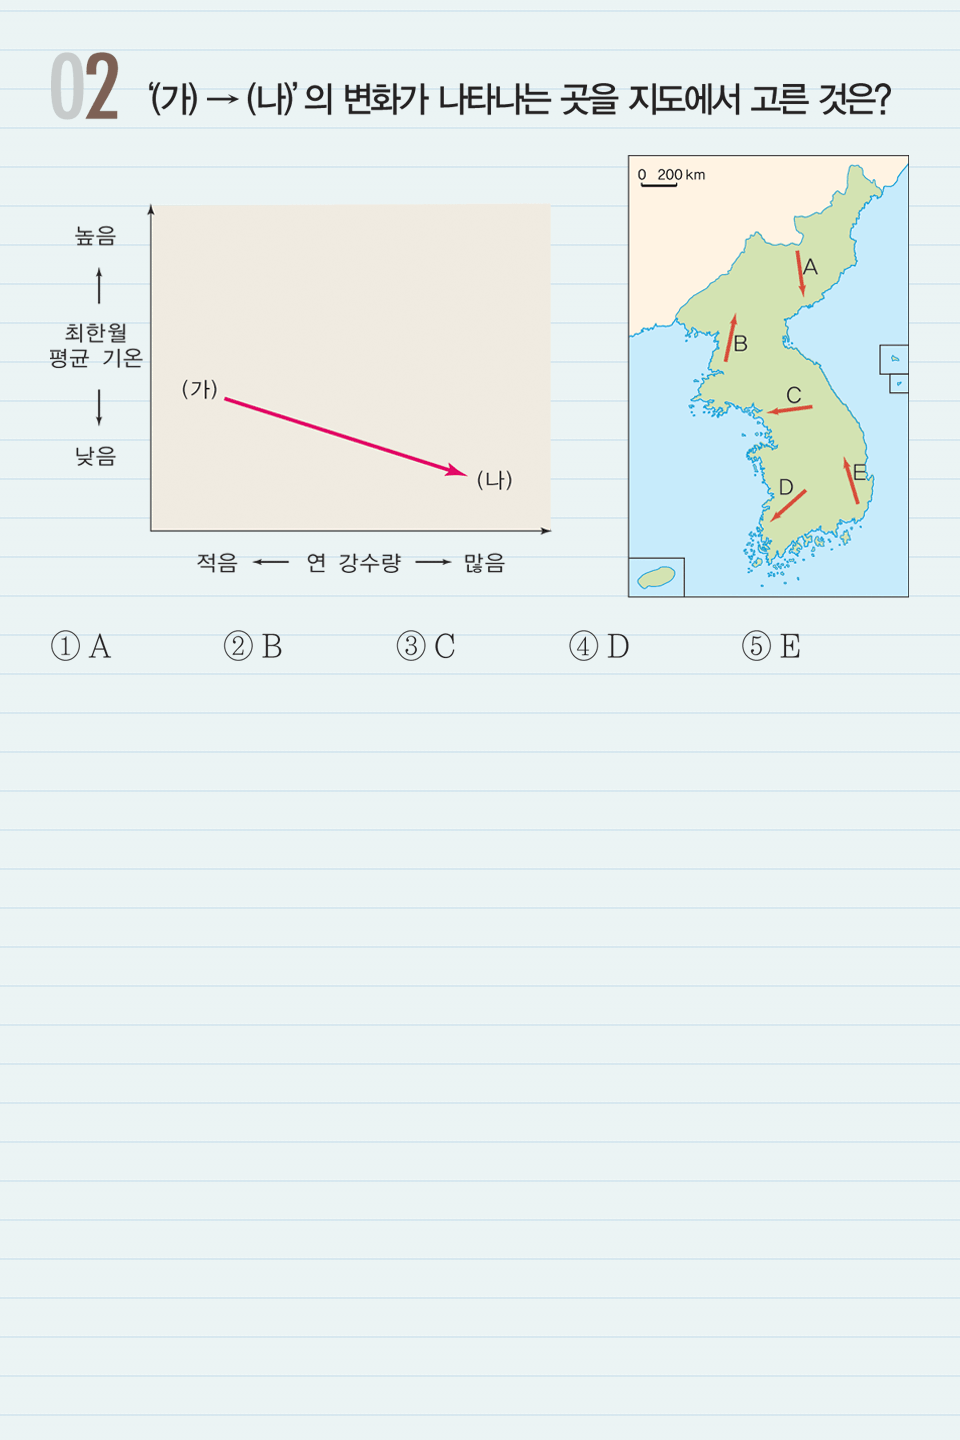 02 ‘(가) → (나)’의 변화가 나타나는 곳을 지도에서 고른 것은?
0 200 km
높음
최한월
평균 기온
낮음
(가)
(나)
적음 ← 연 강수량 → 많음
A
B
C
D
E
① A ② B ③ C ④ D ⑤ E